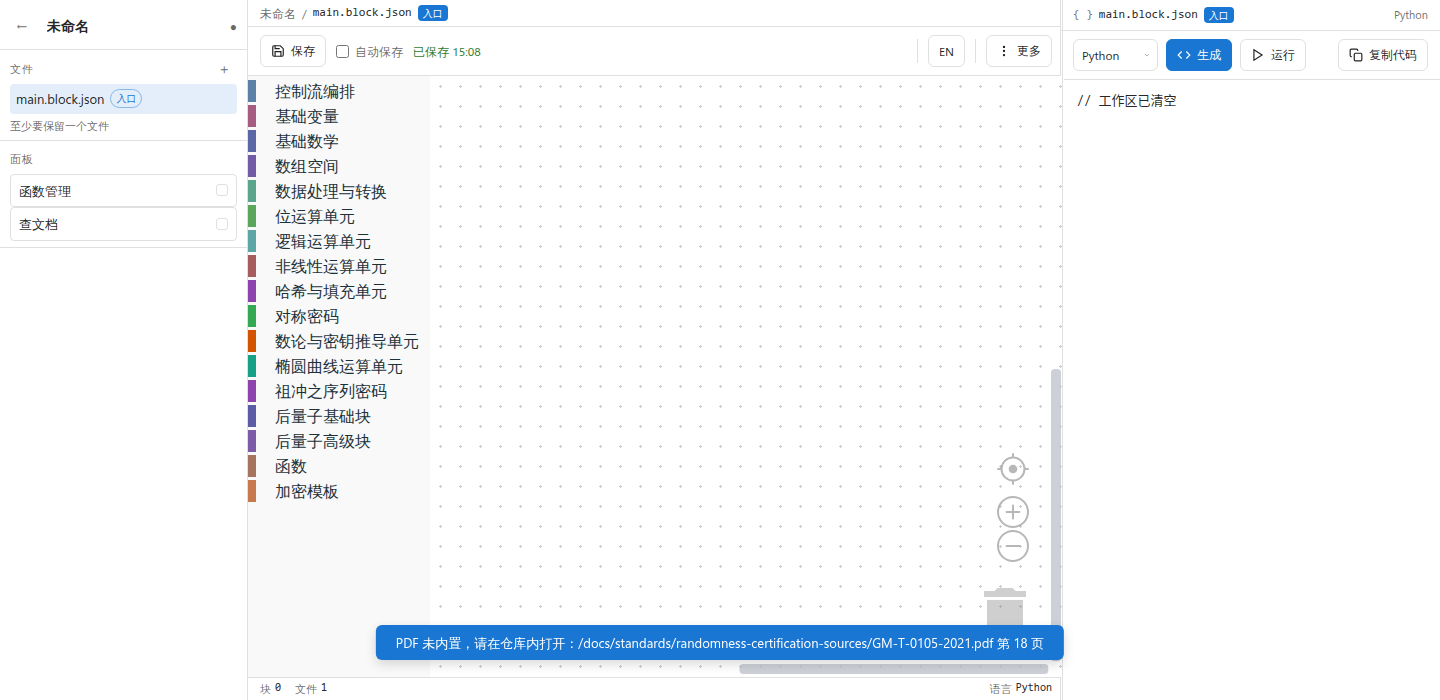 ← 未命名
文件 +
main.block.json 入口
至少要保留一个文件
面板
函数管理
查文档
未命名 / main.block.json 入口
保存 自动保存 已保存 15:08 EN 更多
控制流编排
基础变量
基础数学
数组空间
数据处理与转换
位运算单元
逻辑运算单元
非线性运算单元
哈希与填充单元
对称密码
数论与密钥推导单元
椭圆曲线运算单元
祖冲之序列密码
后量子基础块
后量子高级块
函数
加密模板
PDF 未内置，请在仓库内打开：/docs/standards/randomness-certification-sources/GM-T-0105-2021.pdf 第 18 页
块 0 文件 1 语言 Python
{ } main.block.json 入口 Python
Python 生成 运行 复制代码
// 工作区已清空